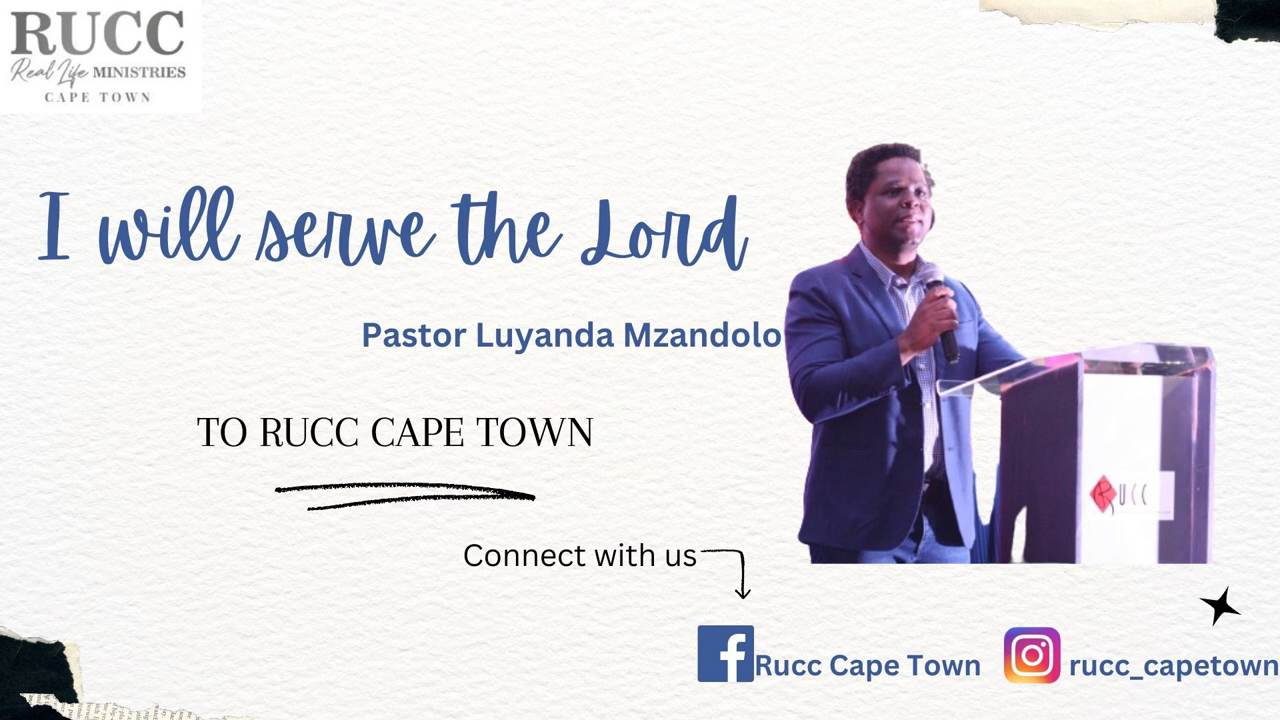 RUCC
Real Life MINISTRIES
CAPE TOWN
I will serve the Lord
Pastor Luyanda Mzandolo
TO RUCC CAPE TOWN
RUCC
Connect with us
Rucc Cape Town
rucc_capetown